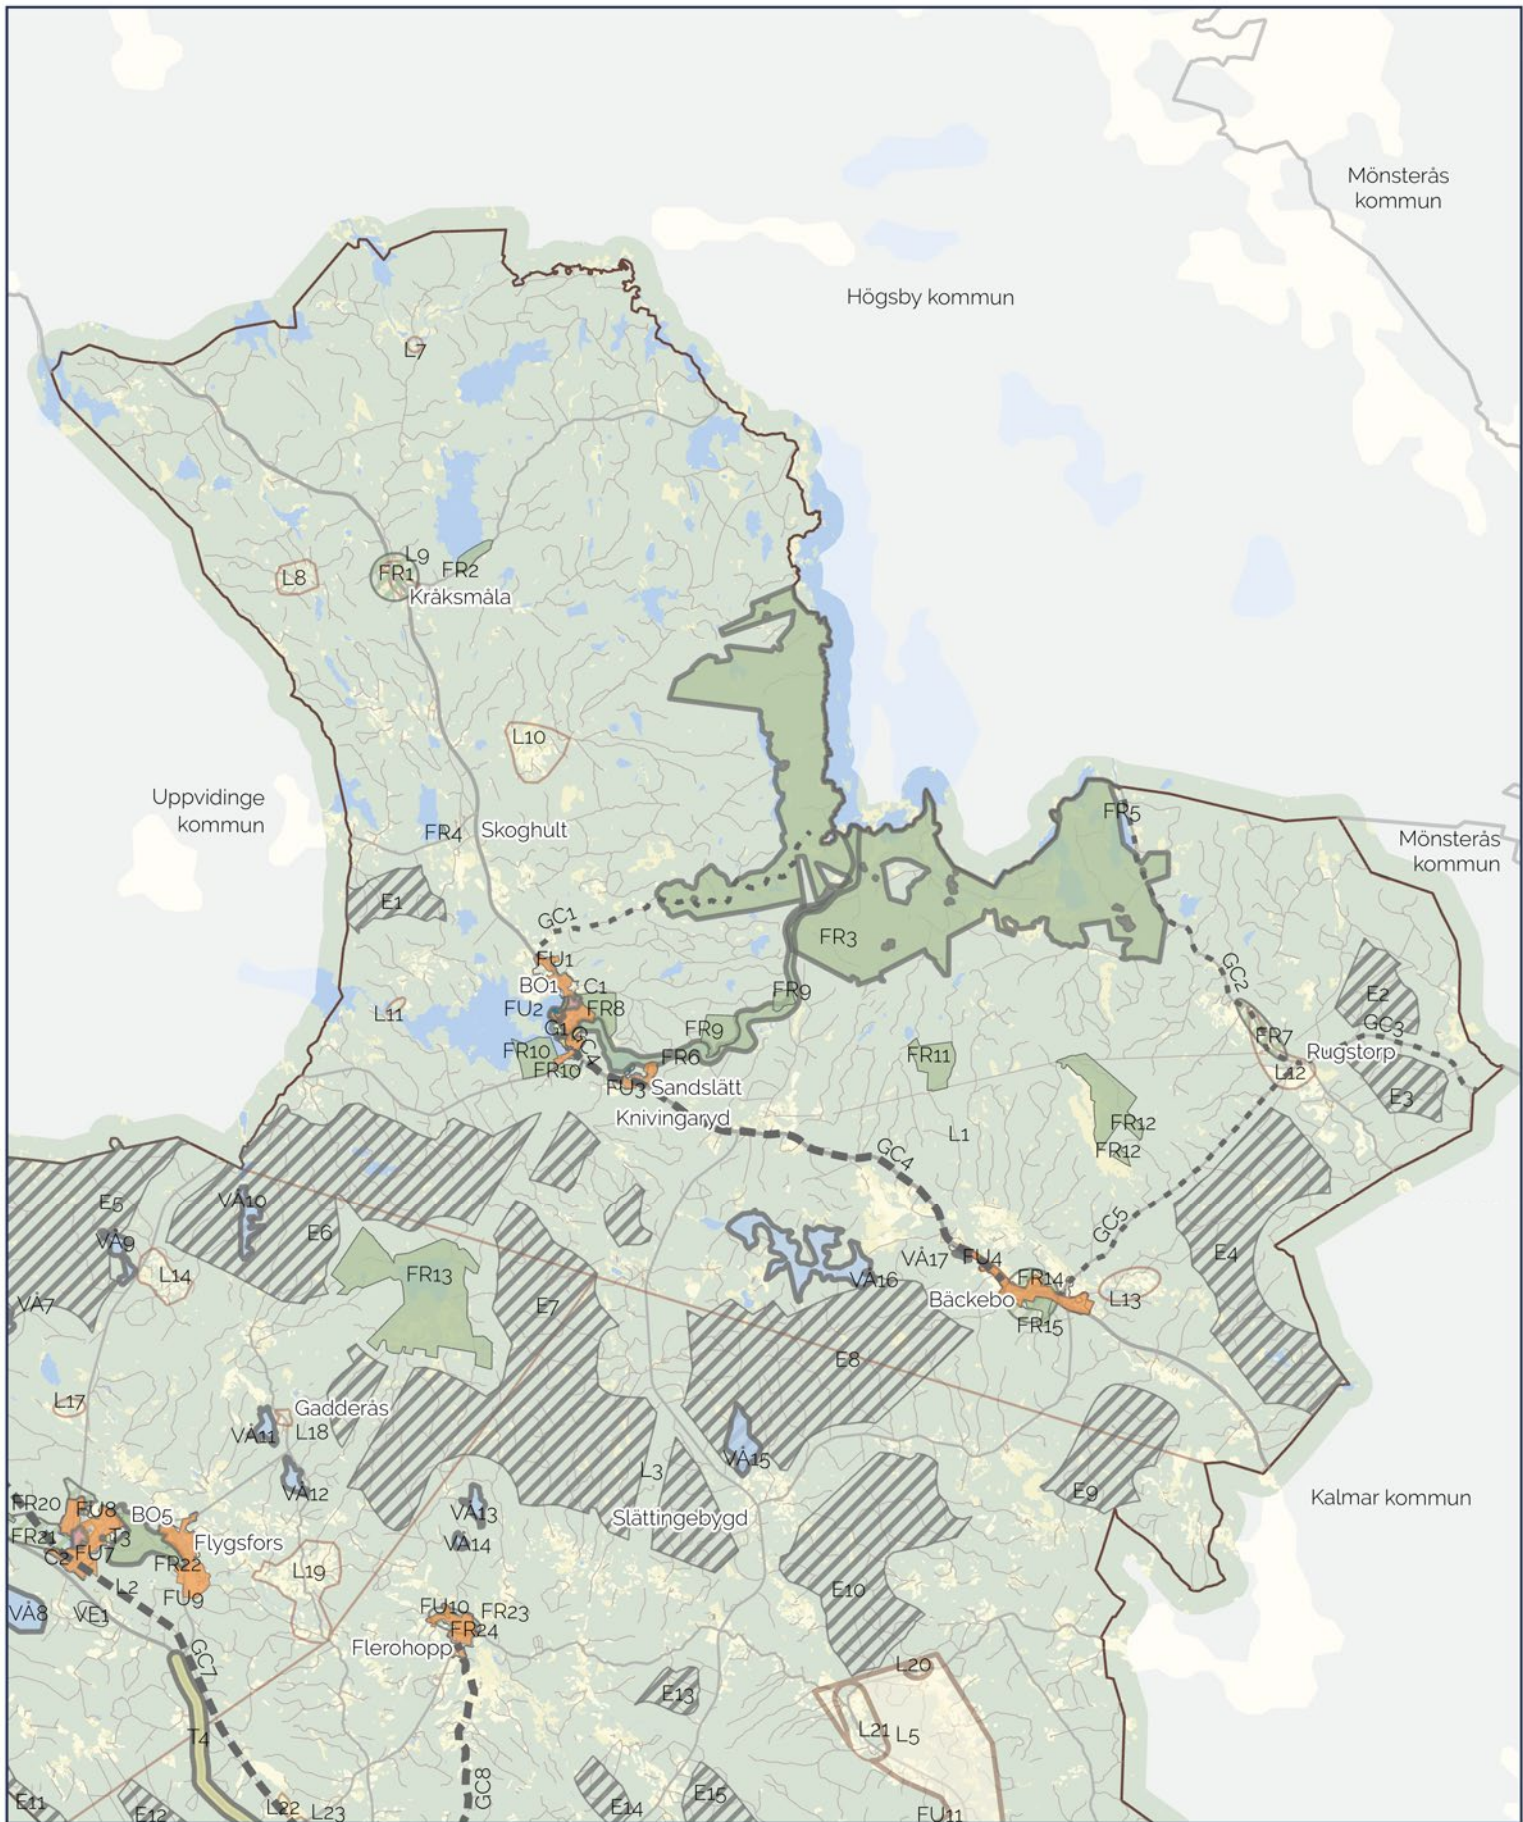 Mönsterås
kommun
Högsby kommun
L7
L9
FR1
FR2
L8
Kråksmåla
L10
Uppvidinge
kommun
FR4
Skoghult
FR5
Mönsterås
kommun
E1
GC1
FR3
FU1
BO1
C1
FR9
GC2
E2
L11
FU2
FR8
G1
FR9
GC3
FR7
FR10
FR10
FR6
FR11
Rugstorp
L12
FU3
Sandslätt
E3
Knivingaryd
GC4
L1
FR12
FR12
E5
VÅ10
E6
GC5
VÅ9
L14
FR13
VÅ17
FU4
E4
VÅ16
FR14
VÅ7
E7
Bäckebo
L13
FR15
E8
L17
Gadderås
VÅ11
L18
VÅ15
L3
VÅ12
E9
Kalmar kommun
FR20
FU8
BO5
VÅ13
Slättingebygd
FR21
T3
Flygsfors
VÅ14
C2
FU7
FR22
L19
L2
FU9
E10
VÅ8
VE1
FU10
FR23
FR24
Flerohopp
GC7
L20
E13
T4
L21
L5
GC8
E11
E12
L22
L23
E14
E15
FU11